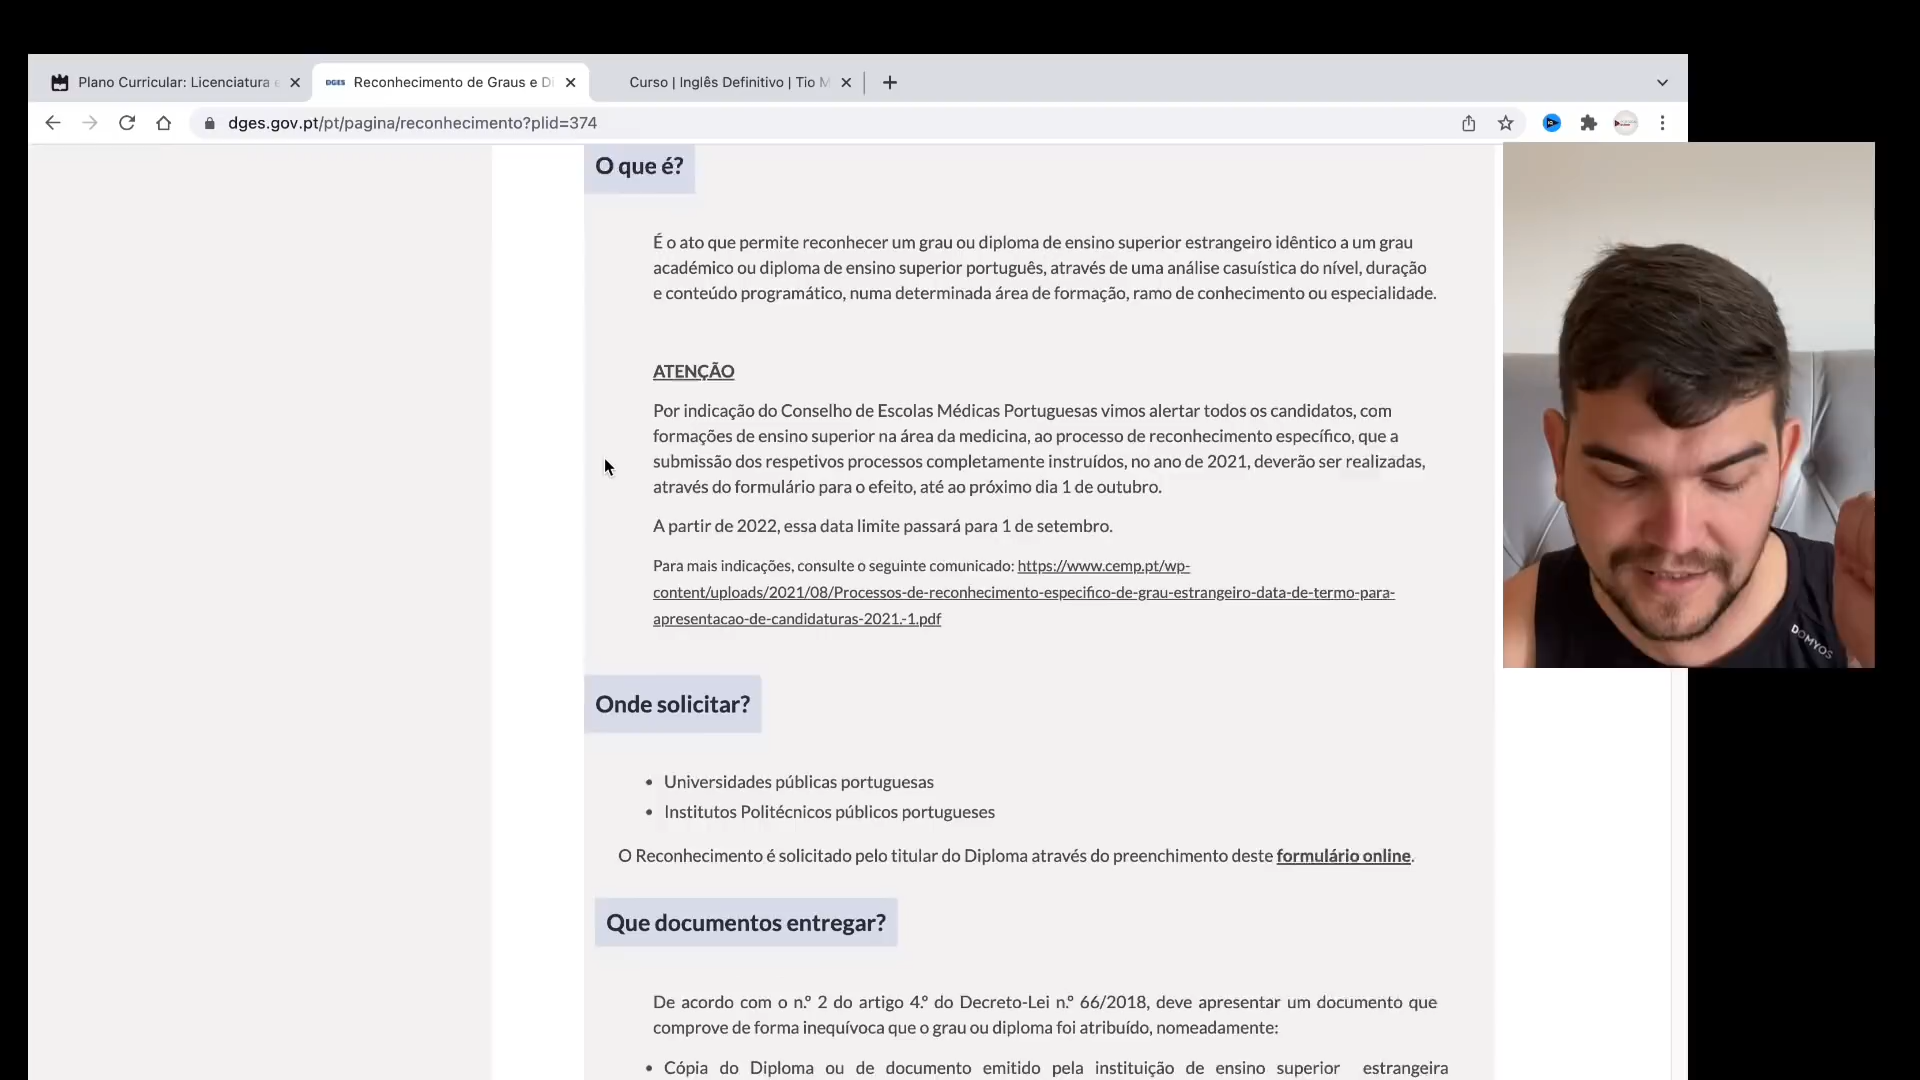 Plano Curricular: Licenciatura
DGES Reconhecimento de Graus e Di
Curso | Inglês Definitivo | Tio M
dges.gov.pt/pt/pagina/reconhecimento?plid=374
O que é?
É o ato que permite reconhecer um grau ou diploma de ensino superior estrangeiro idêntico a um grau
académico ou diploma de ensino superior português, através de uma análise casuística do nível, duração
e conteúdo programático, numa determinada área de formação, ramo de conhecimento ou especialidade.
ATENÇÃO
Por indicação do Conselho de Escolas Médicas Portuguesas vimos alertar todos os candidatos, com
formações de ensino superior na área da medicina, ao processo de reconhecimento específico, que a
submissão dos respetivos processos completamente instruídos, no ano de 2021, deverão ser realizadas,
através do formulário para o efeito, até ao próximo dia 1 de outubro.
A partir de 2022, essa data limite passará para 1 de setembro.
Para mais indicações, consulte o seguinte comunicado: https://www.cemp.pt/wp-
content/uploads/2021/08/Processos-de-reconhecimento-especifico-de-grau-estrangeiro-data-de-termo-para-
apresentacao-de-candidaturas-2021.-1.pdf
DOMYOS
Onde solicitar?
• Universidades públicas portuguesas
• Institutos Politécnicos públicos portugueses
O Reconhecimento é solicitado pelo titular do Diploma através do preenchimento deste formulário online.
Que documentos entregar?
De acordo com o n.º 2 do artigo 4.º do Decreto-Lei n.º 66/2018, deve apresentar um documento que
comprove de forma inequívoca que o grau ou diploma foi atribuído, nomeadamente:
• Cópia do Diploma ou de documento emitido pela instituição de ensino superior estrangeira